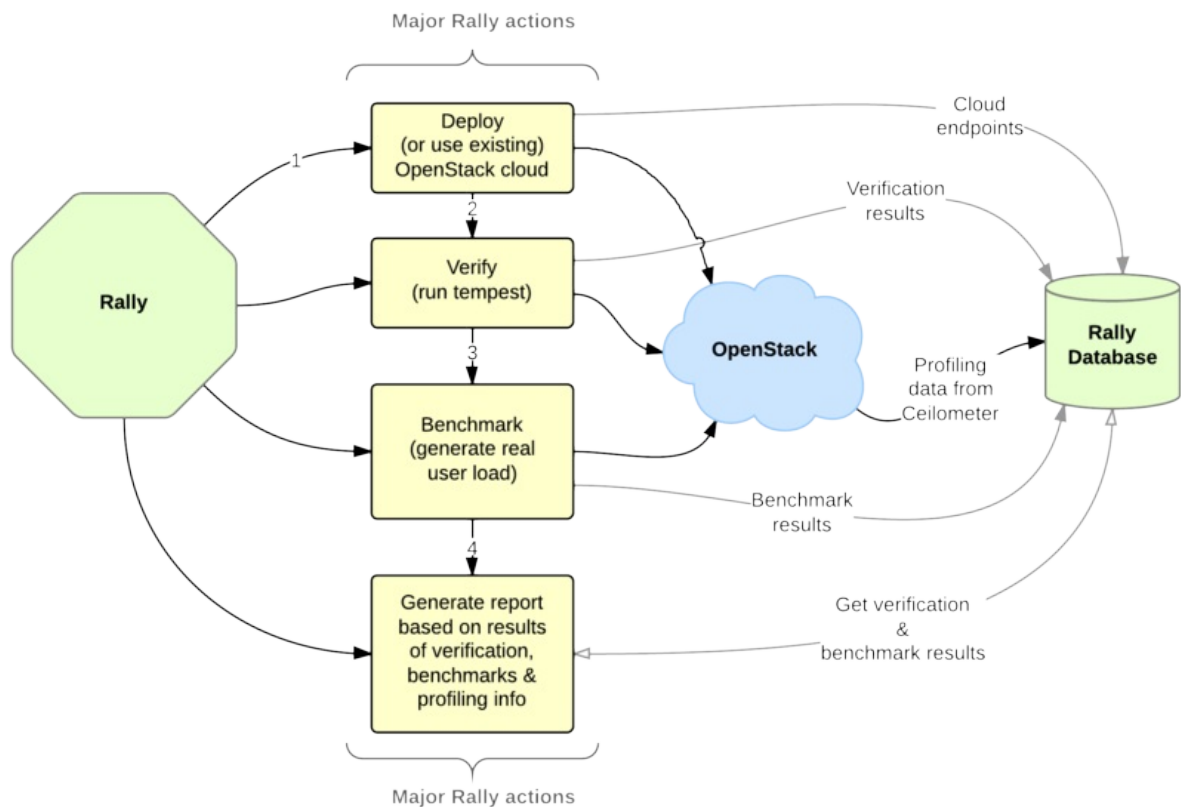 Major Rally actions
Deploy
(or use existing)
OpenStack cloud
Cloud
endpoints
1
2
Verification
results
Verify
(run tempest)
Rally
OpenStack
Rally
Database
3
Profiling
data from
Ceilometer
Benchmark
(generate real
user load)
Benchmark
results
4
Generate report
based on results
of verification,
benchmarks &
profiling info
Get verification
&
benchmark results
Major Rally actions